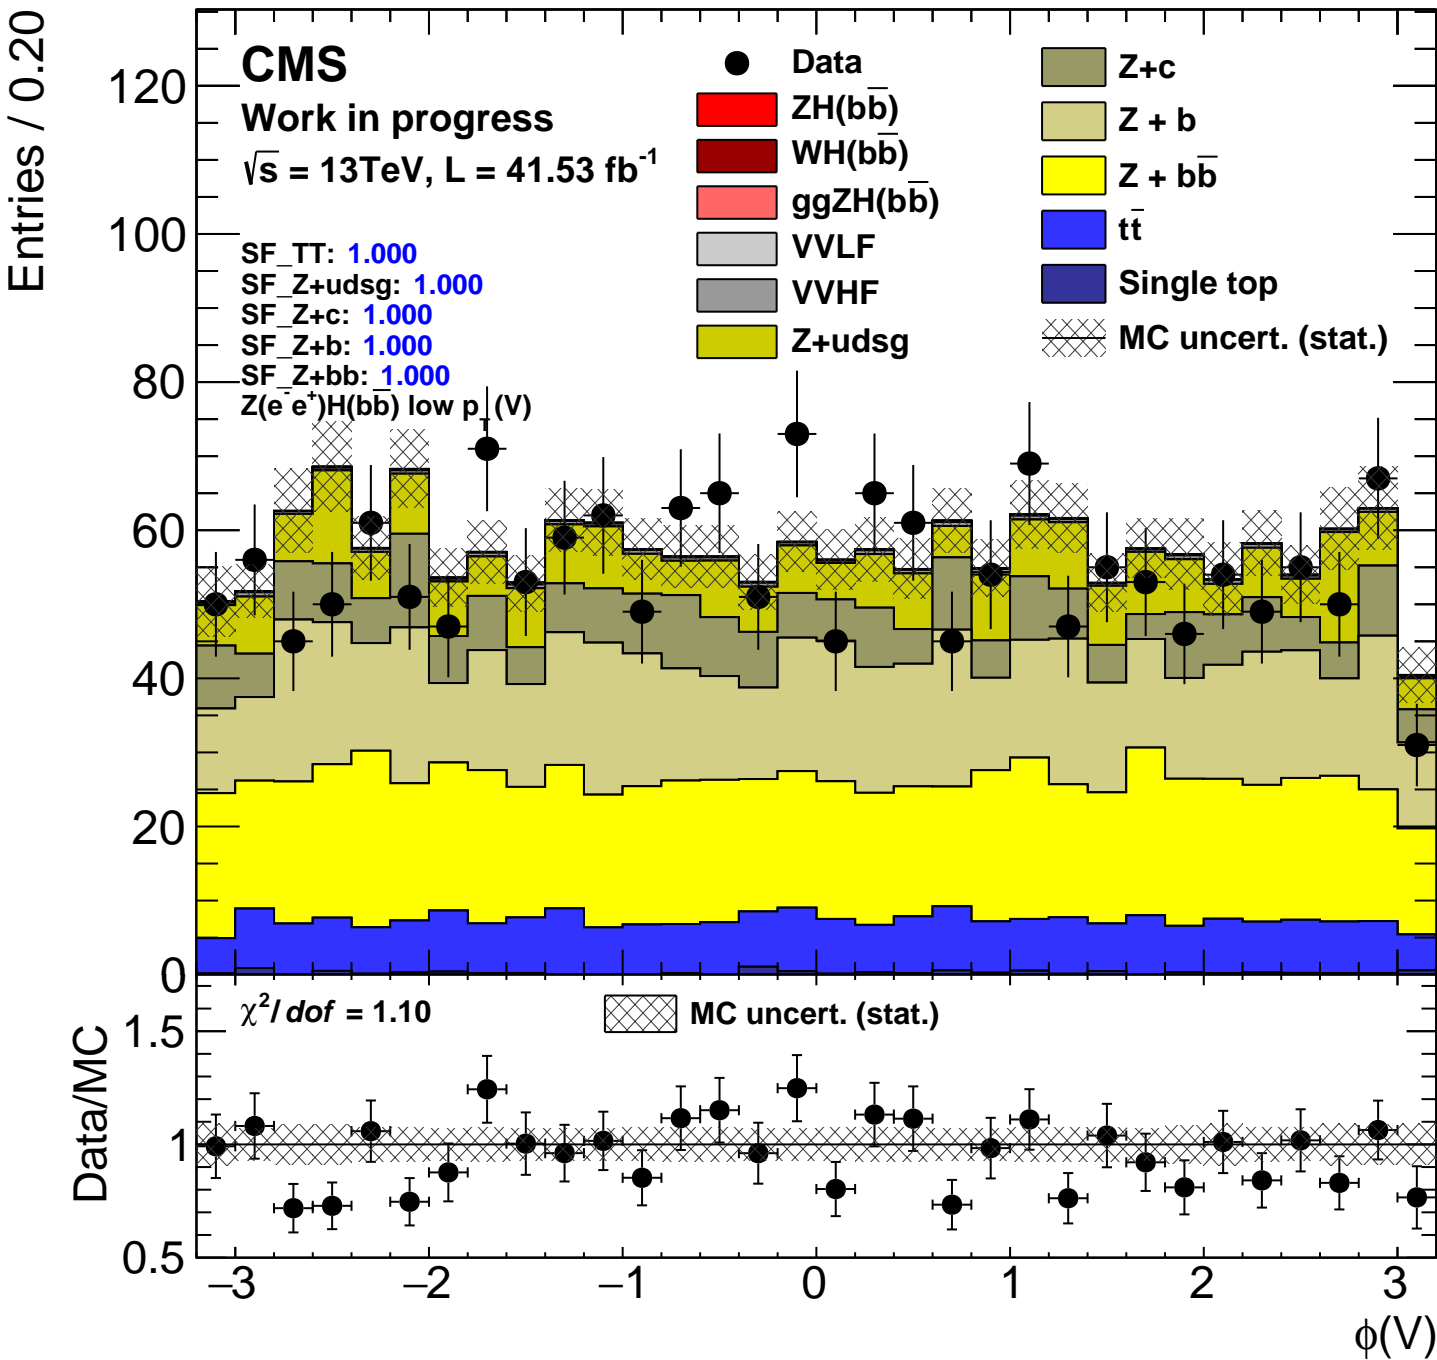 Entries / 0.20
120
100
80
60
40
20
0
CMS
Work in progress
√s = 13TeV, L = 41.53 fb⁻¹
SF_TT: 1.000
SF_Z+udsg: 1.000
SF_Z+c: 1.000
SF_Z+b: 1.000
SF_Z+bb: 1.000
Z(e⁻e⁺)H(bb̅) low p_T(V)
Data
ZH(bb̅)
WH(bb̅)
ggZH(bb̅)
VVLF
VVHF
Z+udsg
Z+c
Z + b
Z + bb̅
tt̅
Single top
MC uncert. (stat.)
Data/MC
1.5
1
0.5
χ²/dof = 1.10
MC uncert. (stat.)
−3 −2 −1 0 1 2 3
ϕ(V)